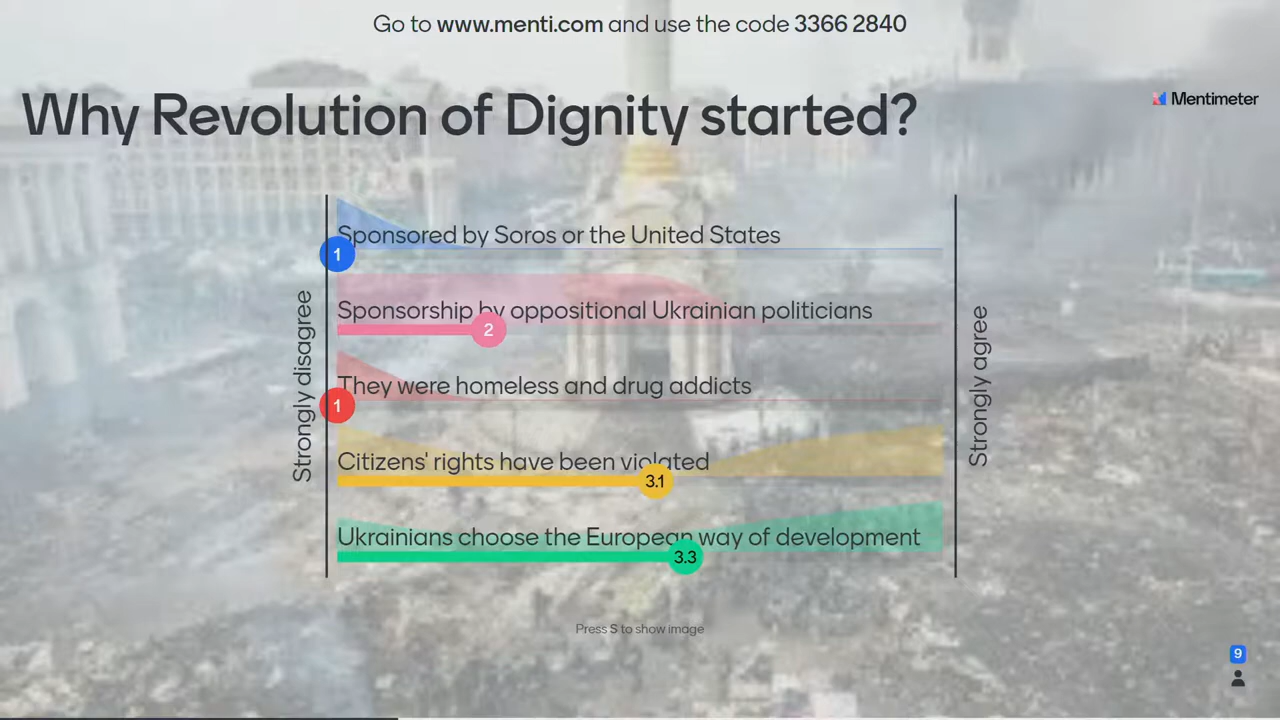 Go to www.menti.com and use the code 3366 2840
Why Revolution of Dignity started?
Mentimeter
Strongly disagree
Sponsored by Soros or the United States
1
Sponsorship by oppositional Ukrainian politicians
2
They were homeless and drug addicts
1
Citizens' rights have been violated
3.1
Ukrainians choose the European way of development
3.3
Strongly agree
Press S to show image
9